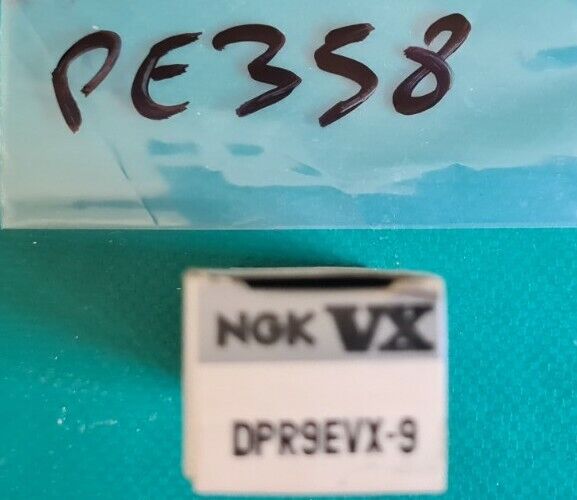 PE358
NGK VX
DPR9EVX-9